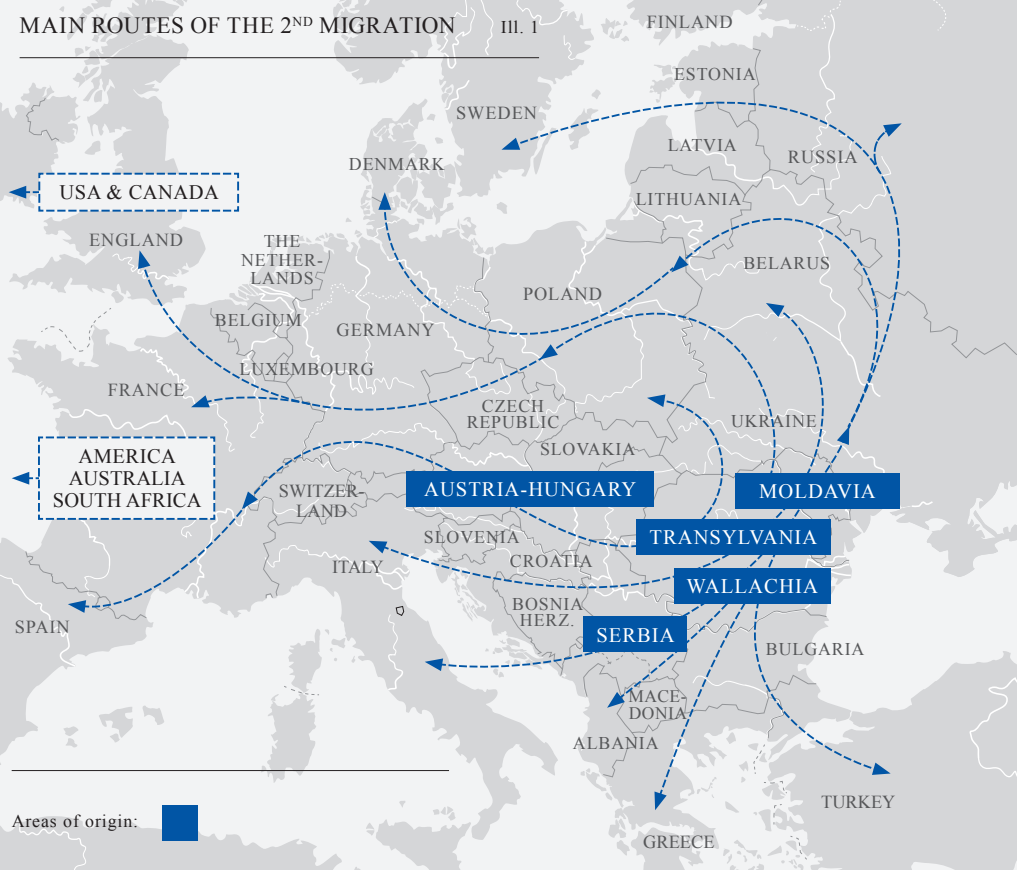 MAIN ROUTES OF THE 2ND MIGRATION Ill. 1
FINLAND
ESTONIA
SWEDEN
LATVIA
RUSSIA
DENMARK
USA & CANADA
LITHUANIA
ENGLAND
THE
NETHER-
LANDS
BELARUS
POLAND
BELGIUM
GERMANY
LUXEMBOURG
FRANCE
CZECH
REPUBLIC
UKRAINE
SLOVAKIA
AMERICA
AUSTRALIA
SOUTH AFRICA
SWITZER-
LAND
AUSTRIA-HUNGARY
MOLDAVIA
SLOVENIA
TRANSYLVANIA
CROATIA
ITALY
WALLACHIA
BOSNIA
HERZ.
SPAIN
SERBIA
BULGARIA
MACE-
DONIA
ALBANIA
TURKEY
Areas of origin:
GREECE